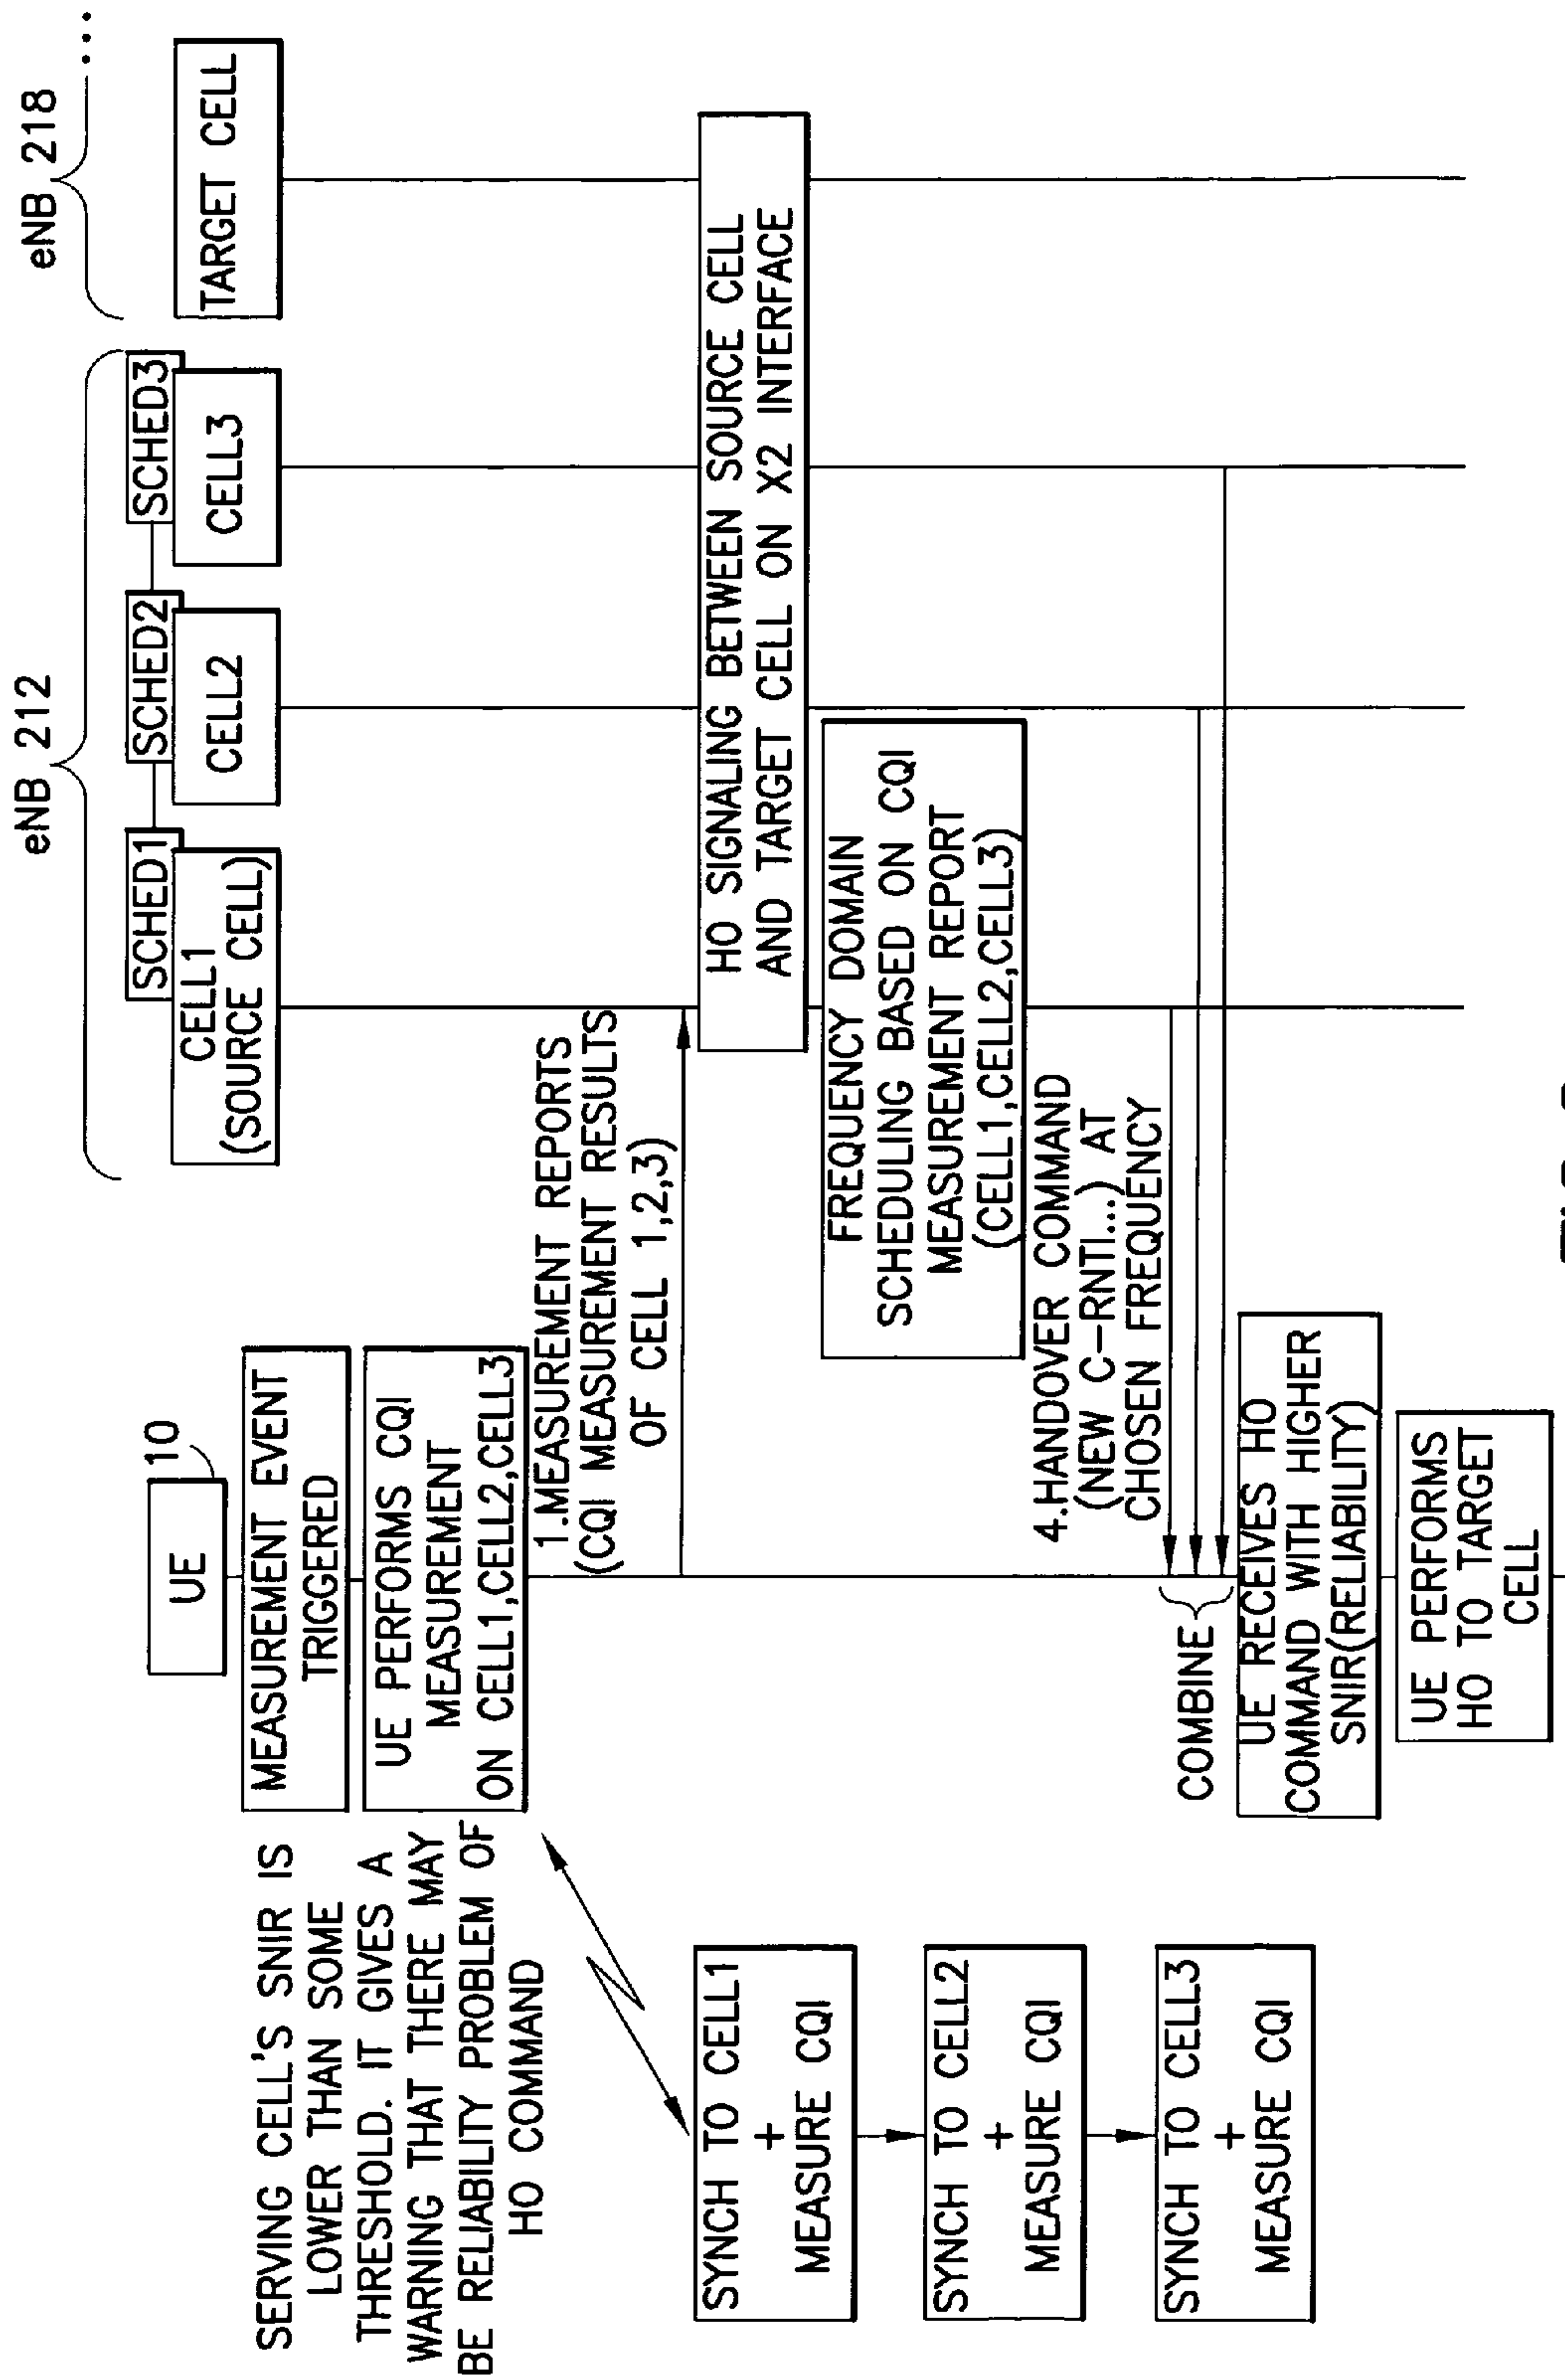 eNB 212
eNB 218
...
SCHED1
SCHED2
SCHED3
UE
10
CELL1
(SOURCE CELL)
CELL2
CELL3
TARGET CELL
SERVING CELL'S SNIR IS
LOWER THAN SOME
THRESHOLD. IT GIVES A
WARNING THAT THERE MAY
BE RELIABILITY PROBLEM OF
HO COMMAND
MEASUREMENT EVENT
TRIGGERED
UE PERFORMS CQI
MEASUREMENT
ON CELL1,CELL2,CELL3
1.MEASUREMENT REPORTS
(CQI MEASUREMENT RESULTS
OF CELL 1,2,3)
SYNCH TO CELL1
+
MEASURE CQI
SYNCH TO CELL2
+
MEASURE CQI
SYNCH TO CELL3
+
MEASURE CQI
HO SIGNALING BETWEEN SOURCE CELL
AND TARGET CELL ON X2 INTERFACE
FREQUENCY DOMAIN
SCHEDULING BASED ON CQI
MEASUREMENT REPORT
(CELL1,CELL2,CELL3)
4.HANDOVER COMMAND
(NEW C-RNTI...) AT
CHOSEN FREQUENCY
COMBINE
UE RECEIVES HO
COMMAND WITH HIGHER
SNIR(RELIABILITY)
UE PERFORMS
HO TO TARGET
CELL